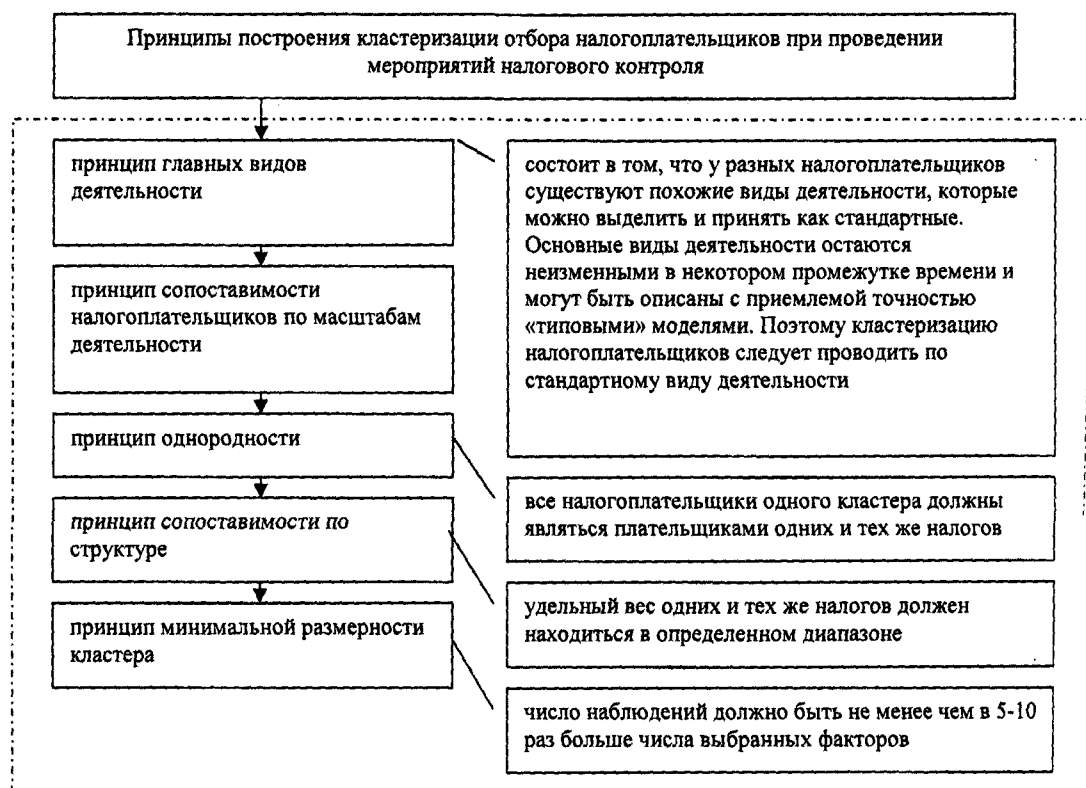 Принципы построения кластеризации отбора налогоплательщиков при проведении
мероприятий налогового контроля
принцип главных видов
деятельности
состоит в том, что у разных налогоплательщиков
существуют похожие виды деятельности, которые
можно выделить и принять как стандартные.
Основные виды деятельности остаются
неизменными в некотором промежутке времени и
могут быть описаны с приемлемой точностью
«типовыми» моделями. Поэтому кластеризацию
налогоплательщиков следует проводить по
стандартному виду деятельности
принцип сопоставимости
налогоплательщиков по масштабам
деятельности
принцип однородности
все налогоплательщики одного кластера должны
являться плательщиками одних и тех же налогов
принцип сопоставимости по
структуре
удельный вес одних и тех же налогов должен
находиться в определенном диапазоне
принцип минимальной размерности
кластера
число наблюдений должно быть не менее чем в 5-10
раз больше числа выбранных факторов